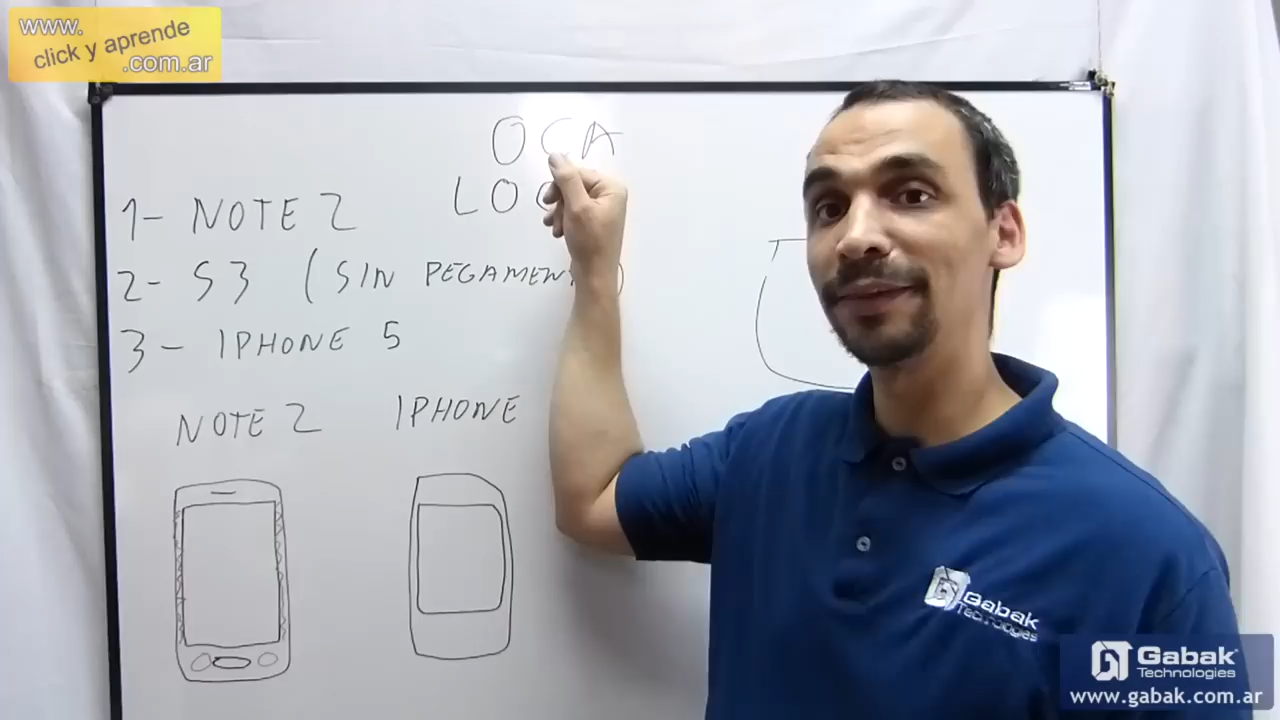 www.
click y aprende
.com.ar
OCA
1- NOTE 2
2- S3 (SIN
3- IPHONE 5
NOTE 2 IPHONE
Gabak
Technologies
Gabak
Technologies
www.gabak.com.ar